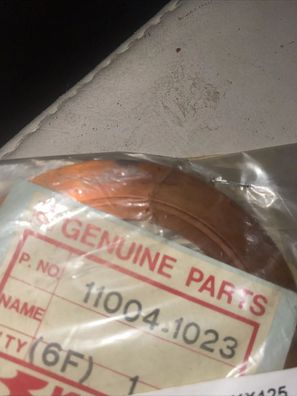 GENUINE PARTS
P. NO. 11004.1023
NAME
(6F) 1